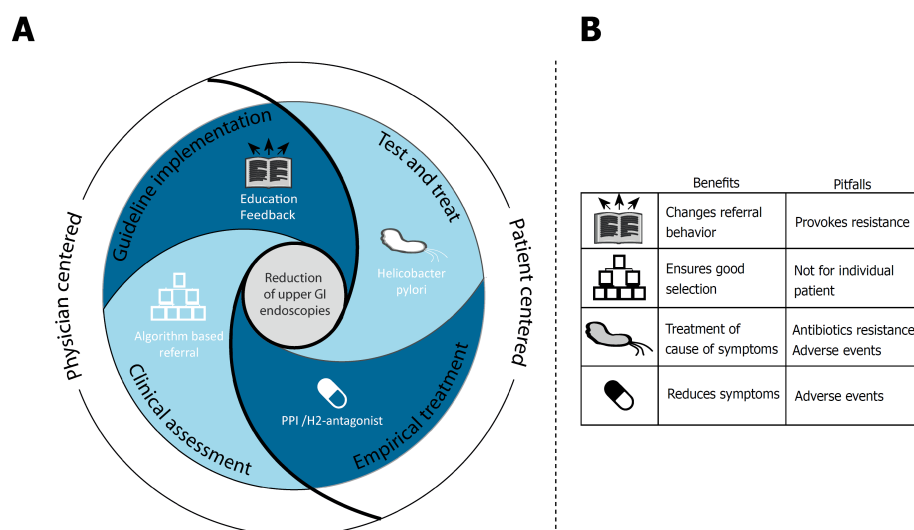 A
Physician centered
Patient centered
Guideline implementation
Education
Feedback
Test and treat
Helicobacter
pylori
Reduction
of upper GI
endoscopies
Algorithm based
referral
Clinical assessment
PPI /H2-antagonist
Empirical treatment
B
Benefits
Pitfalls
Changes referral
behavior
Provokes resistance
Ensures good
selection
Not for individual
patient
Treatment of
cause of symptoms
Antibiotics resistance
Adverse events
Reduces symptoms
Adverse events